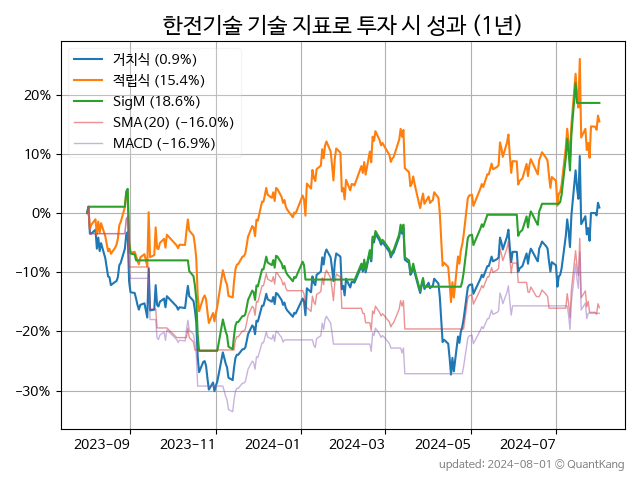 한전기술 기술 지표로 투자 시 성과 (1년)
거치식 (0.9%)
적립식 (15.4%)
SigM (18.6%)
SMA(20) (−16.0%)
MACD (−16.9%)
20%
10%
0%
−10%
−20%
−30%
2023-09 2023-11 2024-01 2024-03 2024-05 2024-07
updated: 2024-08-01 © QuantKang